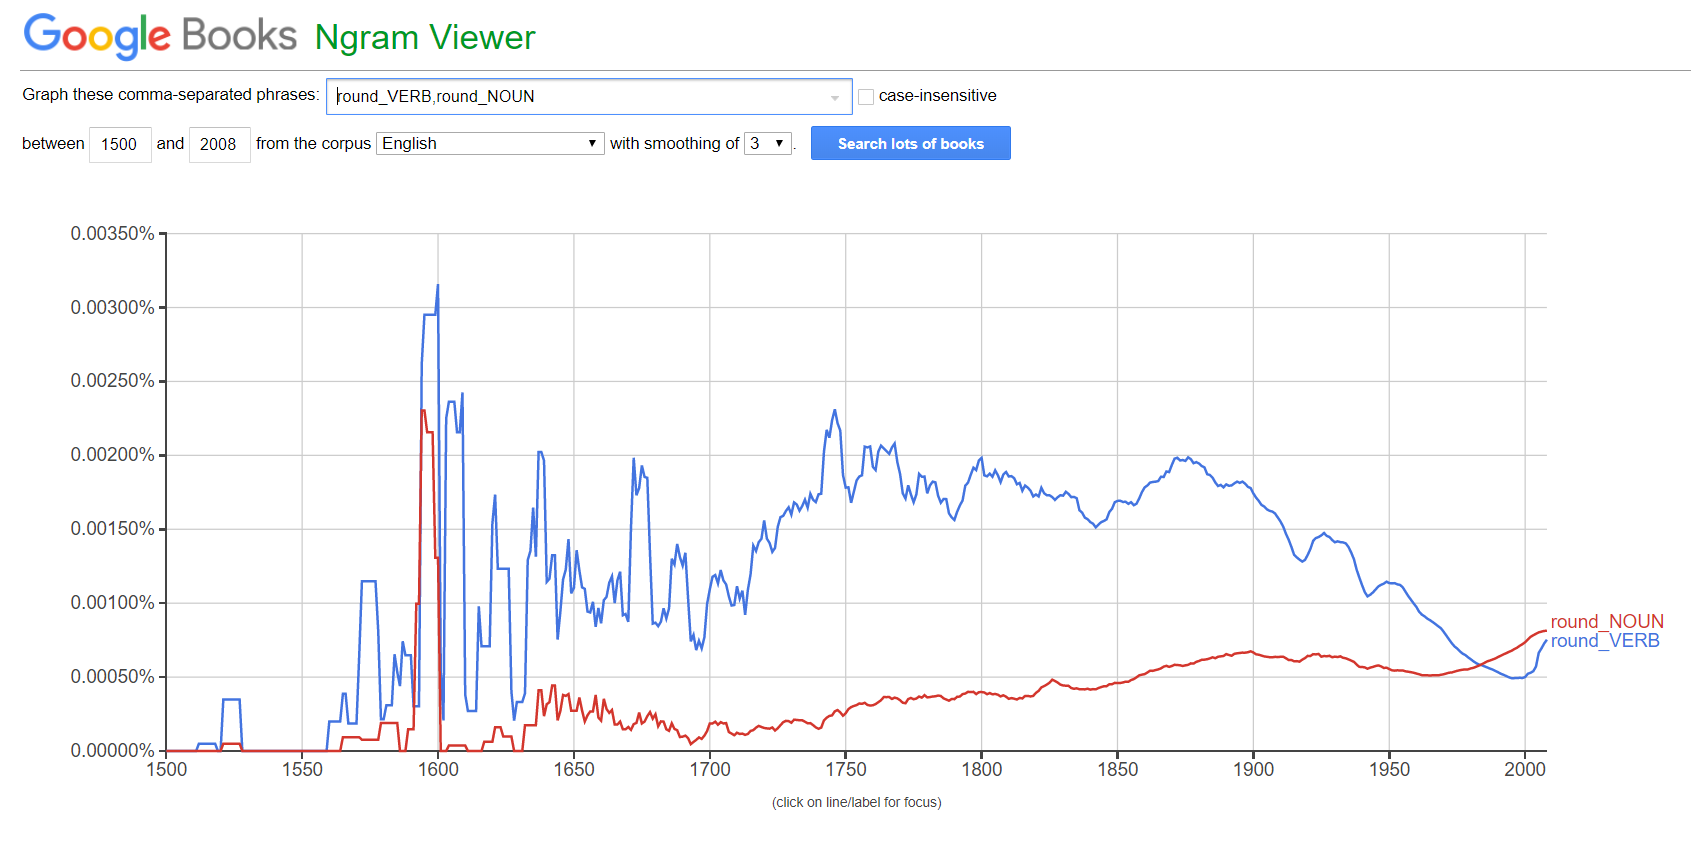 Google Books Ngram Viewer
Graph these comma-separated phrases: round_VERB,round_NOUN case-insensitive
between 1500 and 2008 from the corpus English with smoothing of 3 . Search lots of books
0.00350%
0.00300%
0.00250%
0.00200%
0.00150%
0.00100%
round_NOUN
round_VERB
0.00050%
0.00000%
1500 1550 1600 1650 1700 1750 1800 1850 1900 1950 2000
(click on line/label for focus)